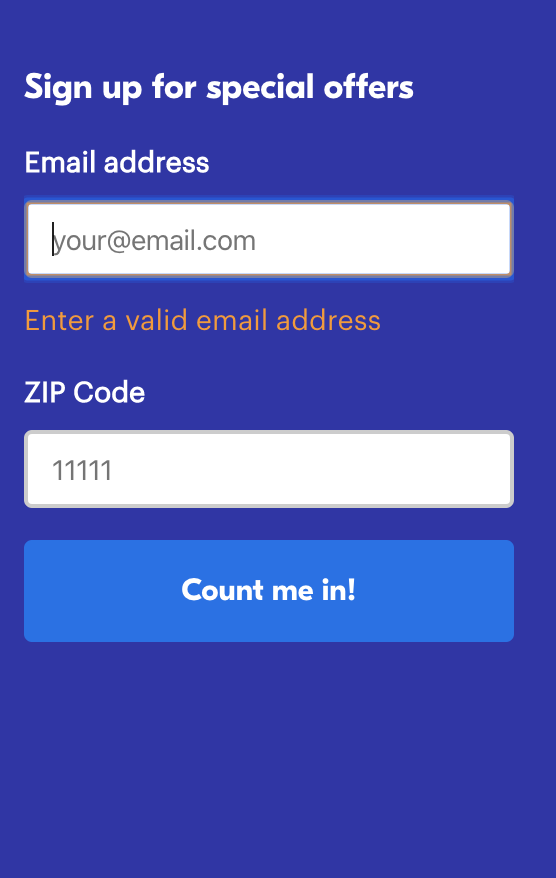 Sign up for special offers
Email address
your@email.com
Enter a valid email address
ZIP Code
11111
Count me in!